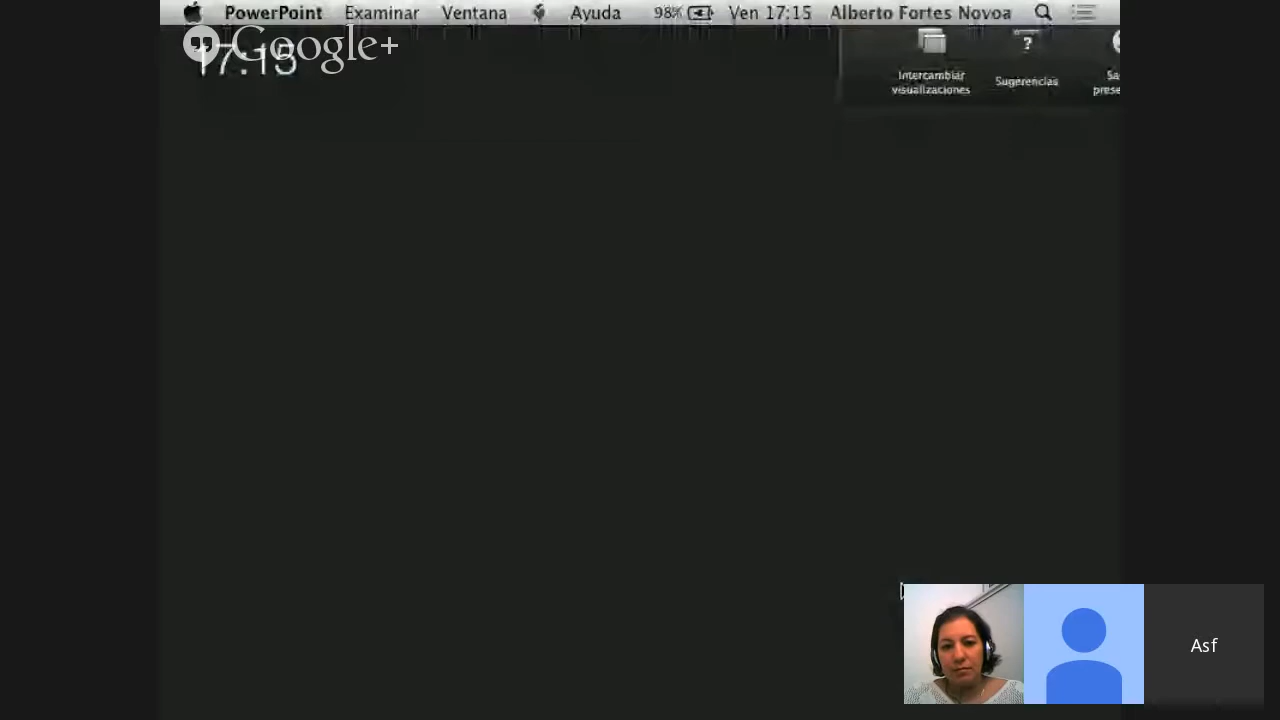 PowerPoint Examinar Ventana Ayuda 98% Ven 17:15 Alberto Fortes Novoa
Google+
17:15
Intercambiar
visualizaciones
Sugerencias
Asf